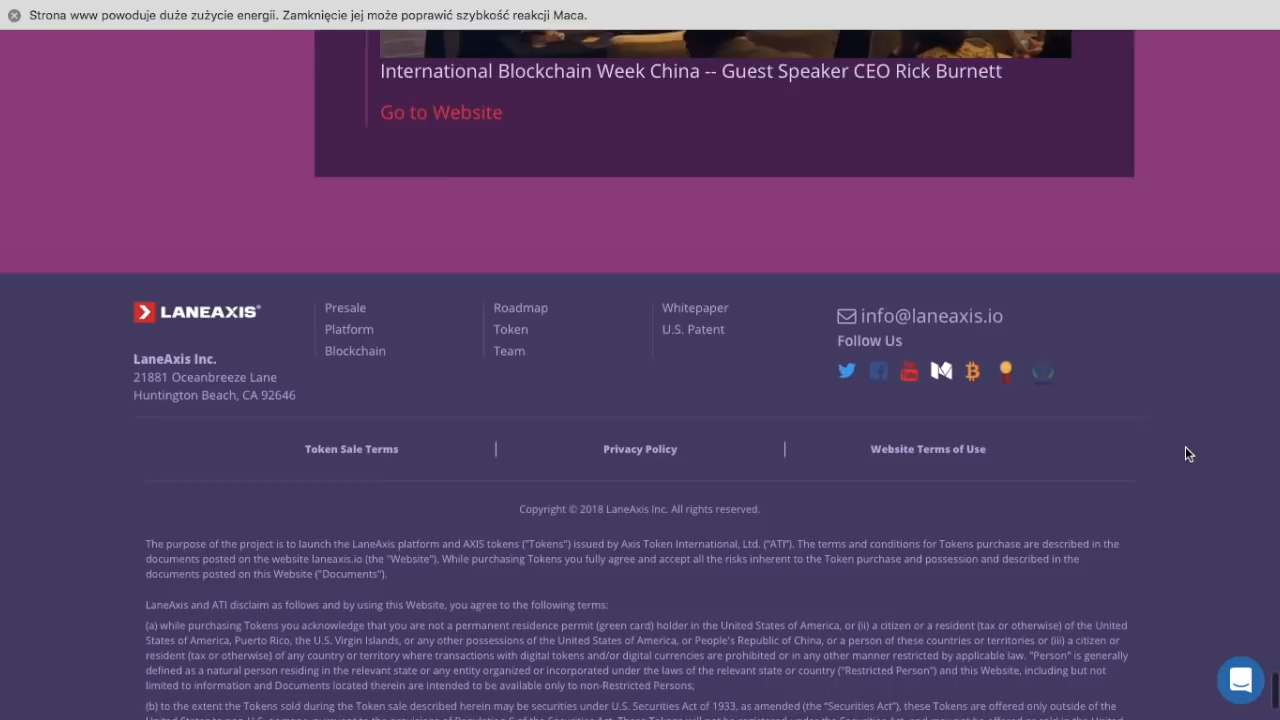 Strona www powoduje duże zużycie energii. Zamknięcie jej może poprawić szybkość reakcji Maca.
International Blockchain Week China -- Guest Speaker CEO Rick Burnett
Go to Website
LANEAXIS®
LaneAxis Inc.
21881 Oceanbreeze Lane
Huntington Beach, CA 92646
Presale
Platform
Blockchain
Roadmap
Token
Team
Whitepaper
U.S. Patent
info@laneaxis.io
Follow Us
Token Sale Terms
Privacy Policy
Website Terms of Use
Copyright © 2018 LaneAxis Inc. All rights reserved.
The purpose of the project is to launch the LaneAxis platform and AXIS tokens ("Tokens") issued by Axis Token International, Ltd. ("ATI"). The terms and conditions for Tokens purchase are described in the
documents posted on the website laneaxis.io (the "Website"). While purchasing Tokens you fully agree and accept all the risks inherent to the Token purchase and possession and described in the
documents posted on this Website ("Documents").
LaneAxis and ATI disclaim as follows and by using this Website, you agree to the following terms:
(a) while purchasing Tokens you acknowledge that you are not a permanent residence permit (green card) holder in the United States of America, or (ii) a citizen or a resident (tax or otherwise) of the United
States of America, Puerto Rico, the U.S. Virgin Islands, or any other possessions of the United States of America, or People's Republic of China, or a person of these countries or territories or (iii) a citizen or
resident (tax or otherwise) of any country or territory where transactions with digital tokens and/or digital currencies are prohibited or in any other manner restricted by applicable law. "Person" is generally
defined as a natural person residing in the relevant state or any entity organized or incorporated under the laws of the relevant state or country ("Restricted Person") and this Website, including but not
limited to information and Documents located therein are intended to be available only to non-Restricted Persons;
(b) to the extent the Tokens sold during the Token sale described herein may be securities under U.S. Securities Act of 1933, as amended (the "Securities Act"), these Tokens are offered only outside of the